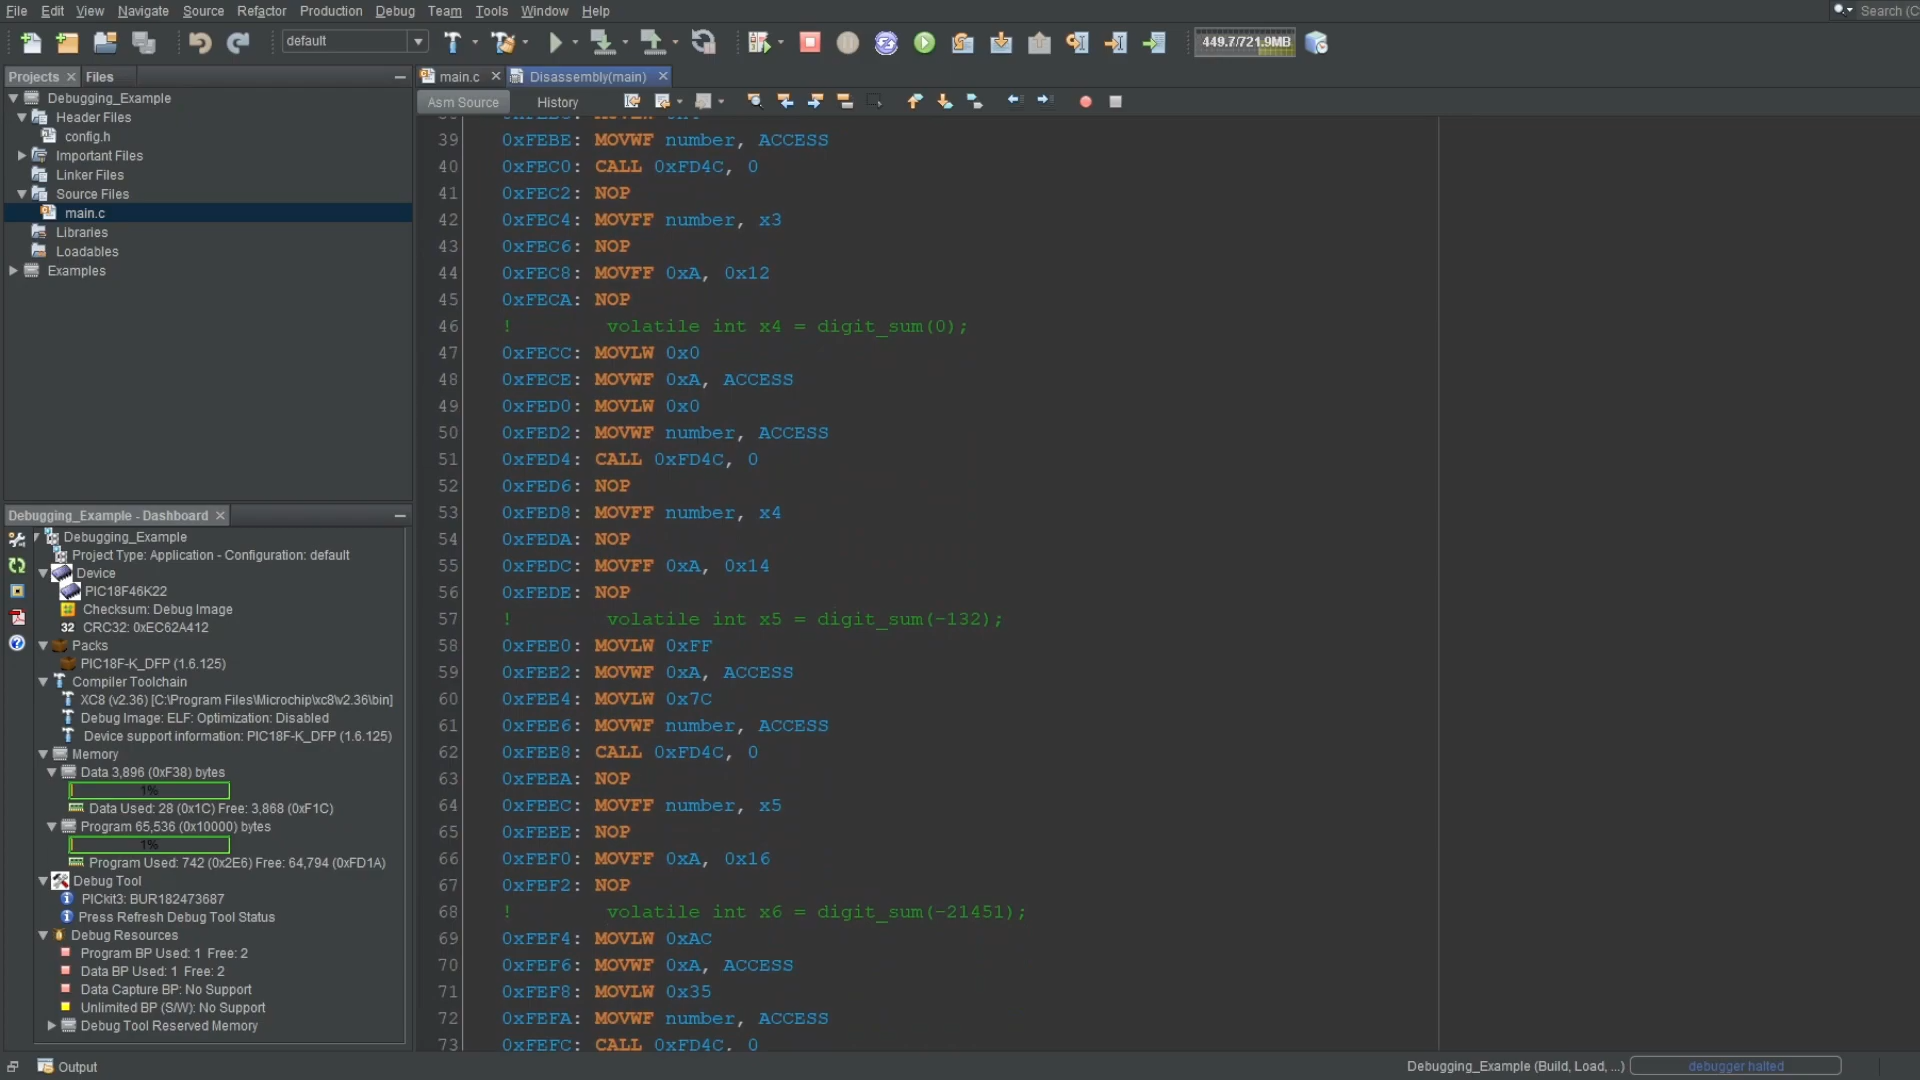 File Edit View Navigate Source Refactor Production Debug Team Tools Window Help Search (C
default 449.7/721.9MB
Projects Files
Debugging_Example
Header Files
config.h
Important Files
Linker Files
Source Files
main.c
Libraries
Loadables
Examples
Debugging_Example - Dashboard
Debugging_Example
Project Type: Application - Configuration: default
Device
PIC18F46K22
Checksum: Debug Image
32 CRC32: 0xEC62A412
Packs
PIC18F-K_DFP (1.6.125)
Compiler Toolchain
XC8 (v2.36) [C:\Program Files\Microchip\xc8\v2.36\bin]
Debug Image: ELF: Optimization: Disabled
Device support information: PIC18F-K_DFP (1.6.125)
Memory
Data 3,896 (0xF38) bytes
1%
Data Used: 28 (0x1C) Free: 3,868 (0xF1C)
Program 65,536 (0x10000) bytes
1%
Program Used: 742 (0x2E6) Free: 64,794 (0xFD1A)
Debug Tool
PICkit3: BUR182473687
Press Refresh Debug Tool Status
Debug Resources
Program BP Used: 1 Free: 2
Data BP Used: 1 Free: 2
Data Capture BP: No Support
Unlimited BP (S/W): No Support
Debug Tool Reserved Memory
main.c Disassembly(main)
Asm Source History
39 0xFEBE: MOVWF number, ACCESS
40 0xFEC0: CALL 0xFD4C, 0
41 0xFEC2: NOP
42 0xFEC4: MOVFF number, x3
43 0xFEC6: NOP
44 0xFEC8: MOVFF 0xA, 0x12
45 0xFECA: NOP
46 ! volatile int x4 = digit_sum(0);
47 0xFECC: MOVLW 0x0
48 0xFECE: MOVWF 0xA, ACCESS
49 0xFED0: MOVLW 0x0
50 0xFED2: MOVWF number, ACCESS
51 0xFED4: CALL 0xFD4C, 0
52 0xFED6: NOP
53 0xFED8: MOVFF number, x4
54 0xFEDA: NOP
55 0xFEDC: MOVFF 0xA, 0x14
56 0xFEDE: NOP
57 ! volatile int x5 = digit_sum(-132);
58 0xFEE0: MOVLW 0xFF
59 0xFEE2: MOVWF 0xA, ACCESS
60 0xFEE4: MOVLW 0x7C
61 0xFEE6: MOVWF number, ACCESS
62 0xFEE8: CALL 0xFD4C, 0
63 0xFEEA: NOP
64 0xFEEC: MOVFF number, x5
65 0xFEEE: NOP
66 0xFEF0: MOVFF 0xA, 0x16
67 0xFEF2: NOP
68 ! volatile int x6 = digit_sum(-21451);
69 0xFEF4: MOVLW 0xAC
70 0xFEF6: MOVWF 0xA, ACCESS
71 0xFEF8: MOVLW 0x35
72 0xFEFA: MOVWF number, ACCESS
73 0xFEFC: CALL 0xFD4C, 0
Output
Debugging_Example (Build, Load, ...) debugger halted